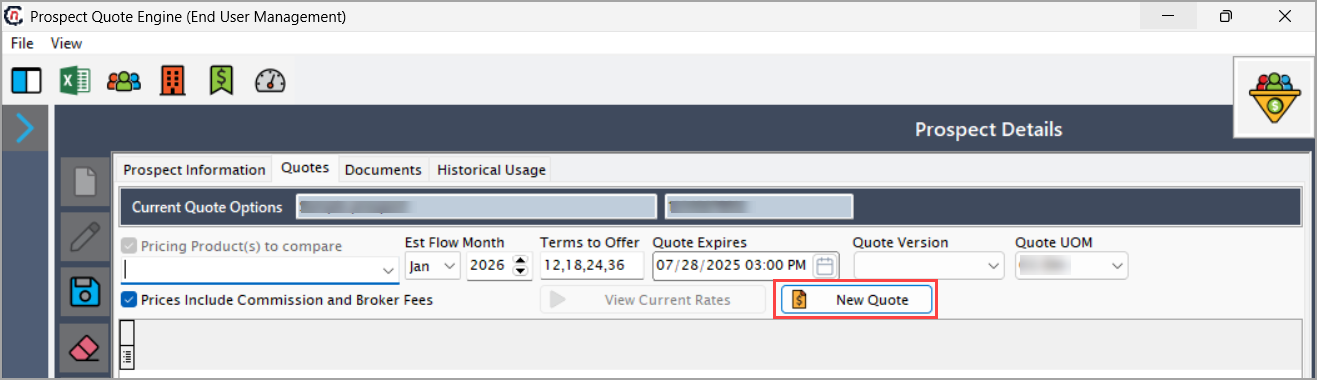 Prospect Quote Engine (End User Management)
File View
Prospect Details
Prospect Information Quotes Documents Historical Usage
Current Quote Options
Pricing Product(s) to compare Est Flow Month Terms to Offer Quote Expires Quote Version Quote UOM
Jan 2026 12,18,24,36 07/28/2025 03:00 PM
Prices Include Commission and Broker Fees View Current Rates New Quote